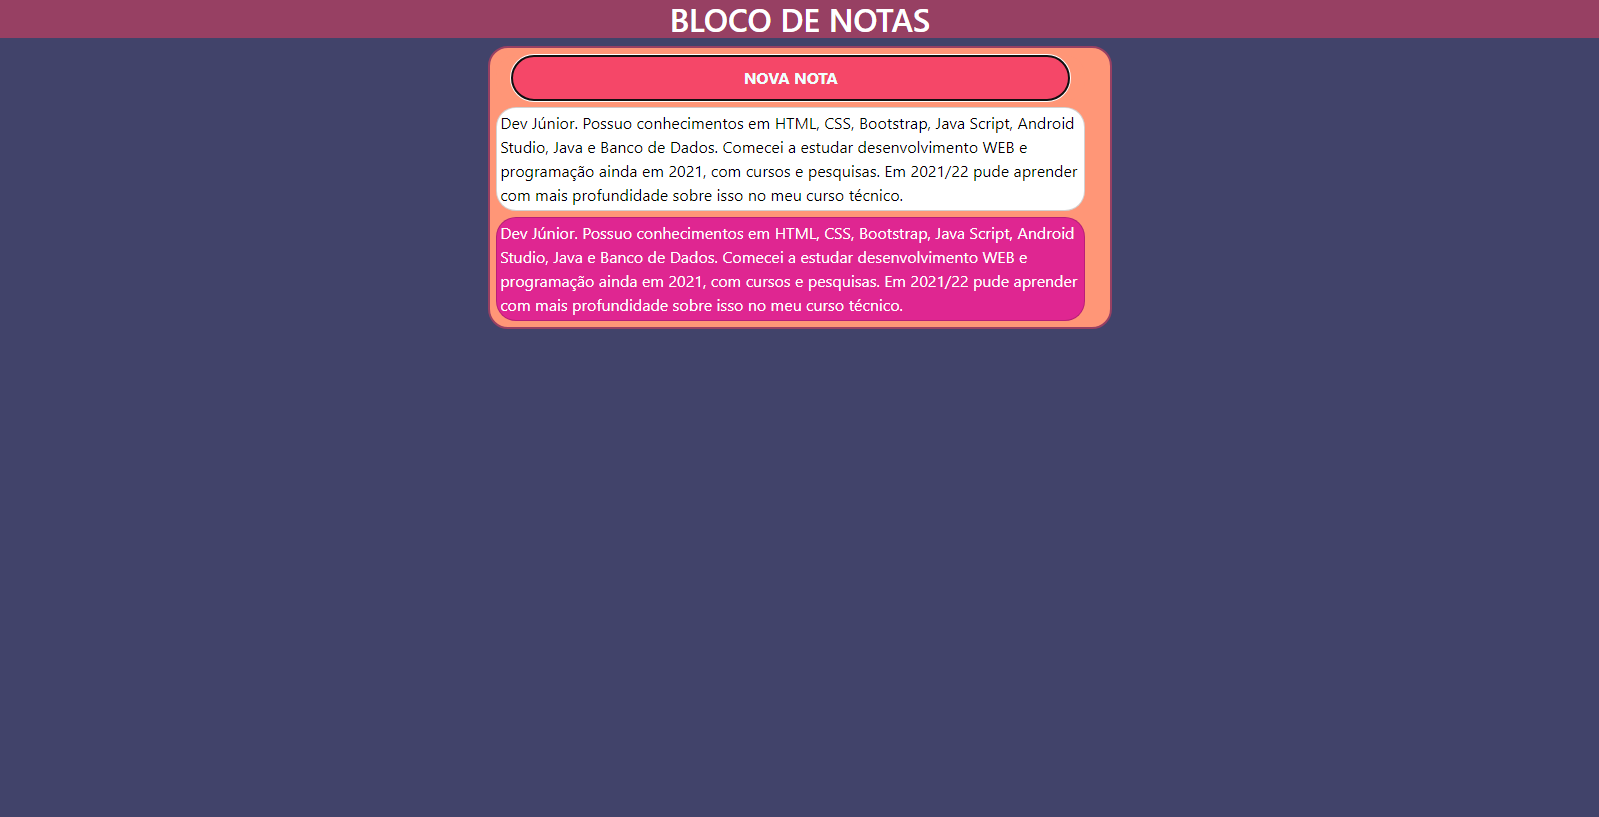 BLOCO DE NOTAS
NOVA NOTA
Dev Júnior. Possuo conhecimentos em HTML, CSS, Bootstrap, Java Script, Android
Studio, Java e Banco de Dados. Comecei a estudar desenvolvimento WEB e
programação ainda em 2021, com cursos e pesquisas. Em 2021/22 pude aprender
com mais profundidade sobre isso no meu curso técnico.
Dev Júnior. Possuo conhecimentos em HTML, CSS, Bootstrap, Java Script, Android
Studio, Java e Banco de Dados. Comecei a estudar desenvolvimento WEB e
programação ainda em 2021, com cursos e pesquisas. Em 2021/22 pude aprender
com mais profundidade sobre isso no meu curso técnico.